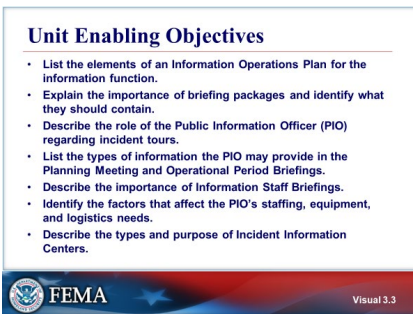 Unit Enabling Objectives
• List the elements of an Information Operations Plan for the
information function.
• Explain the importance of briefing packages and identify what
they should contain.
• Describe the role of the Public Information Officer (PIO)
regarding incident tours.
• List the types of information the PIO may provide in the
Planning Meeting and Operational Period Briefings.
• Describe the importance of Information Staff Briefings.
• Identify the factors that affect the PIO's staffing, equipment,
and logistics needs.
• Describe the types and purpose of Incident Information
Centers.
FEMA
Visual 3.3